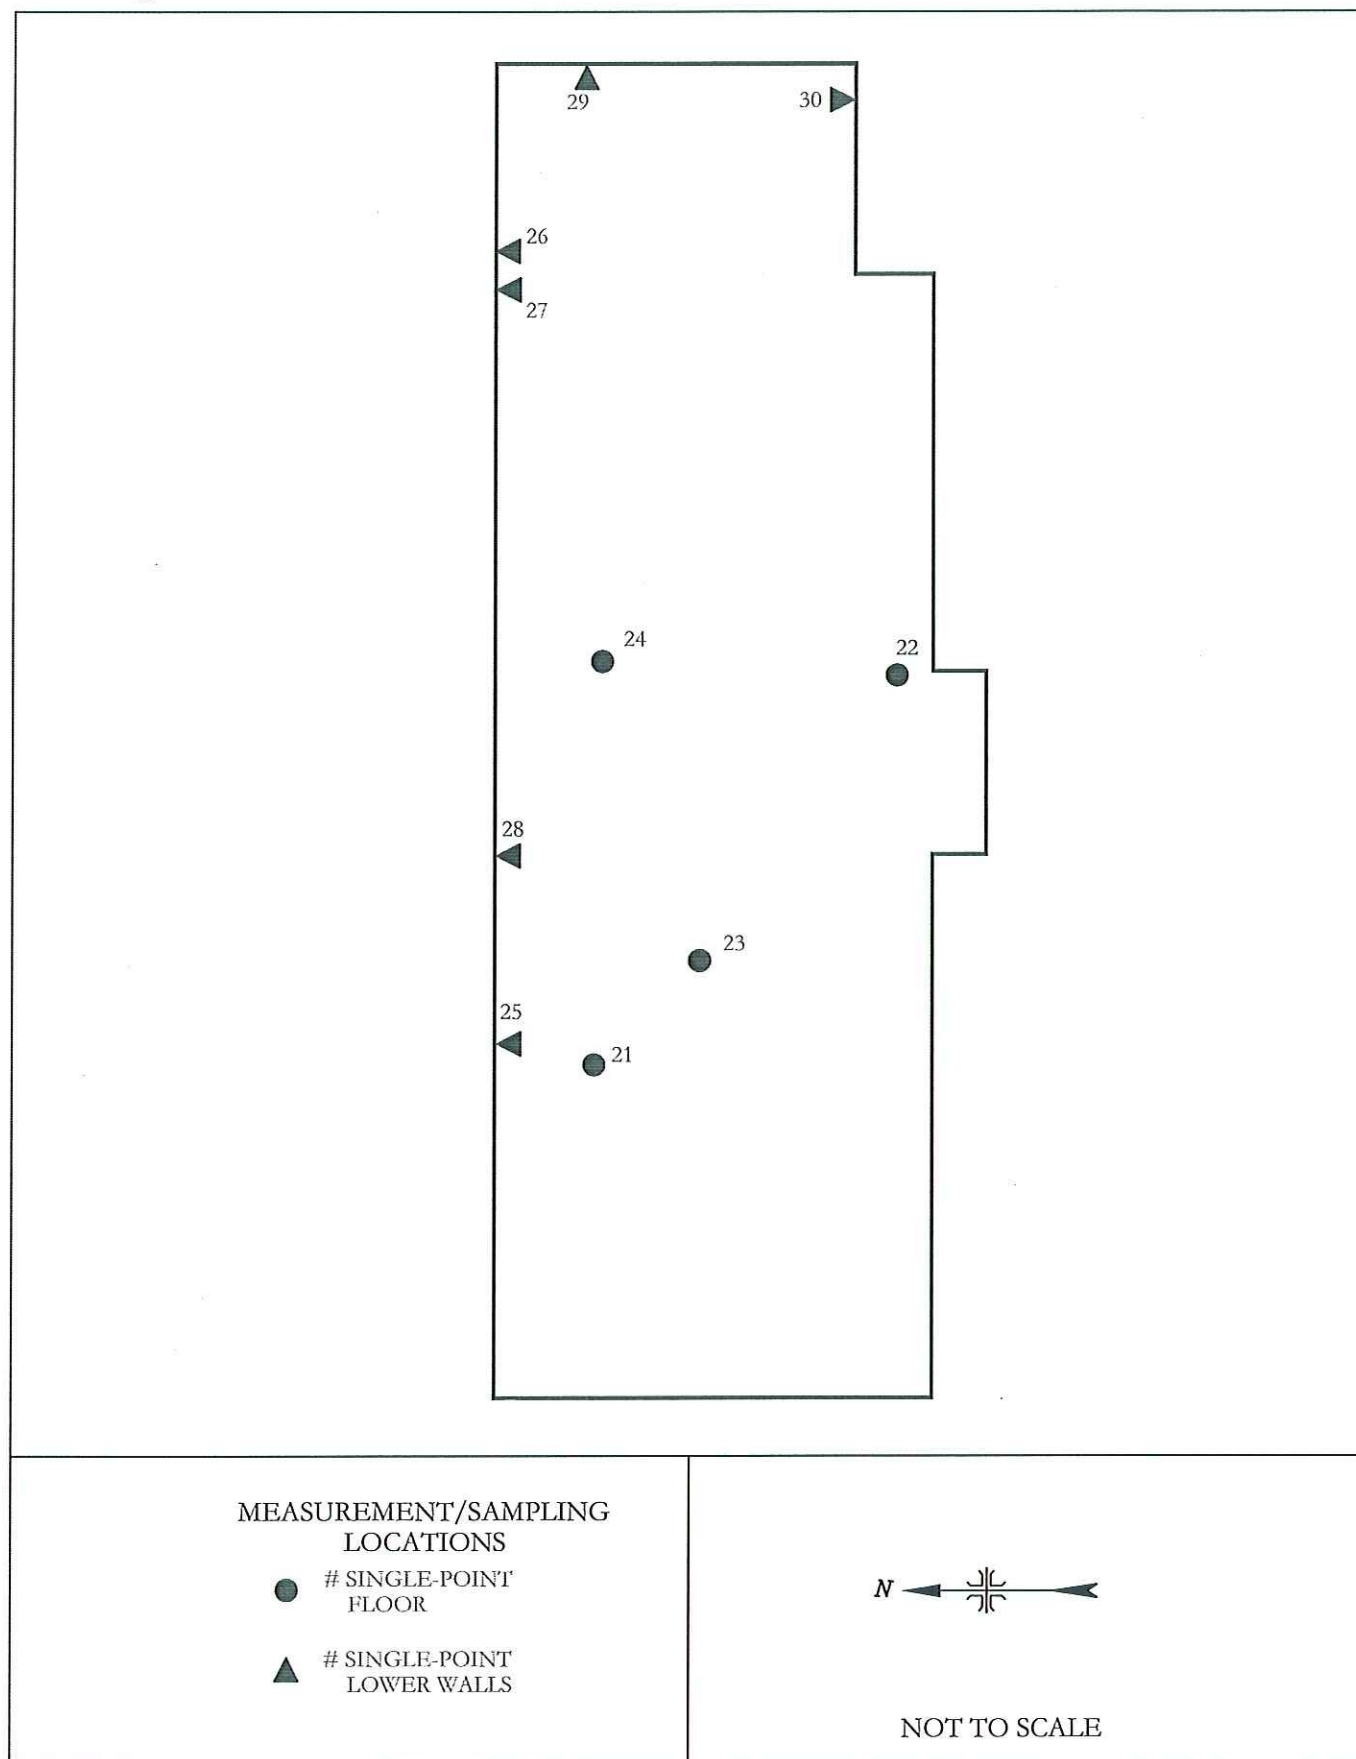 29
30
26
27
24
22
28
23
25
21
MEASUREMENT/SAMPLING
LOCATIONS
# SINGLE-POINT
FLOOR
# SINGLE-POINT
LOWER WALLS
N
NOT TO SCALE